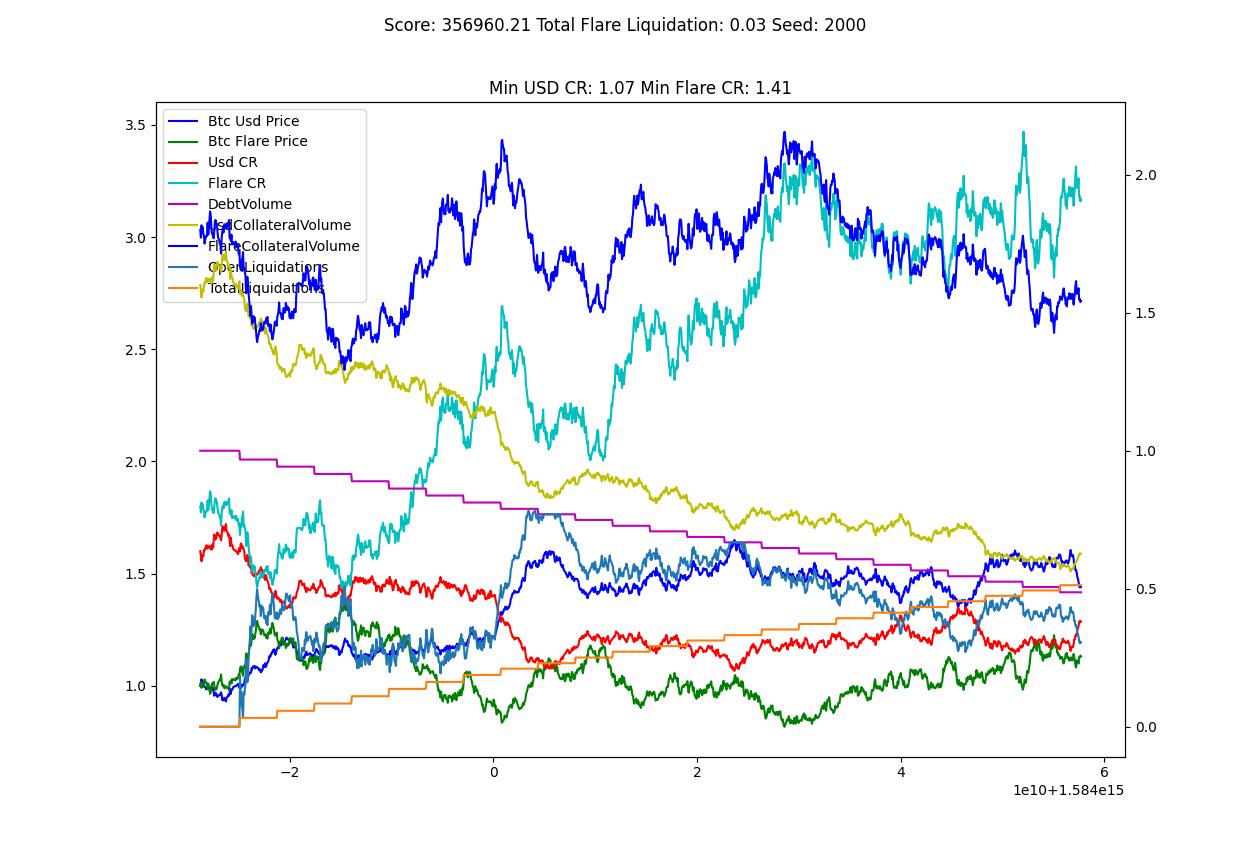 Score: 356960.21 Total Flare Liquidation: 0.03 Seed: 2000
Min USD CR: 1.07 Min Flare CR: 1.41
Btc Usd Price
Btc Flare Price
Usd CR
Flare CR
DebtVolume
UsdCollateralVolume
FlareCollateralVolume
OpenLiquidations
TotalLiquidations
3.5
3.0
2.5
2.0
1.5
1.0
2.0
1.5
1.0
0.5
0.0
−2
0
2
4
6
1e10+1.584e15